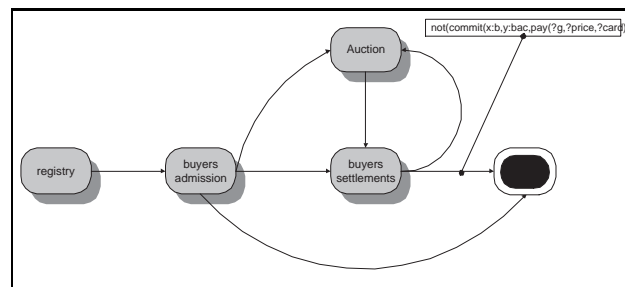 not(commit(x:b,y:bac,pay(?g,?price,?card)
Auction
registry
buyers
admission
buyers
settlements